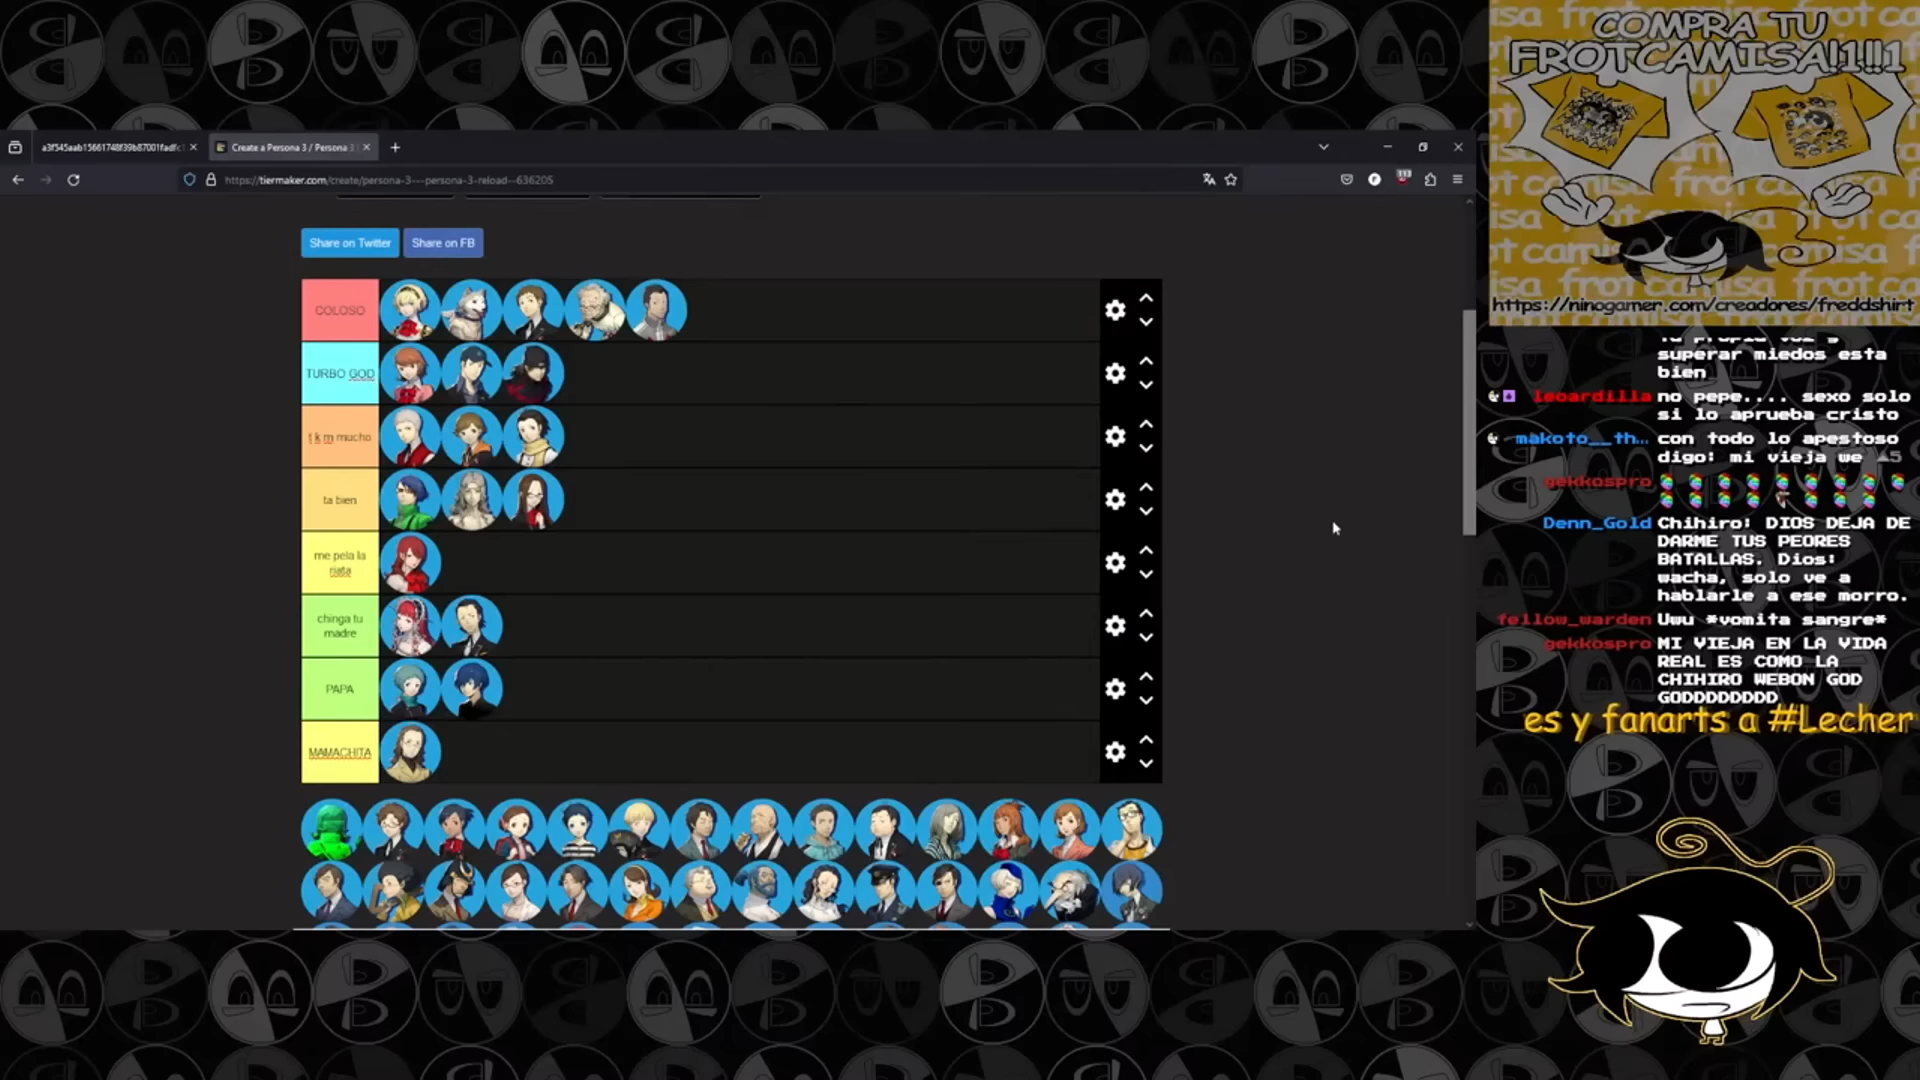 COMPRA TU
FROTCAMISA!1!!!1
https://ninogamer.com/creadores/freddshirt
Create a Persona 3 / Persona 3
https://tiermaker.com/create/persona-3---persona-3-reload--636205
Share on Twitter
Share on FB
COLOSO
TURBO GOD
t k m mucho
ta bien
me pela la
riata
chinga tu
madre
PAPA
MAMACHITA
superar miedos esta
bien
leoardilla no pepe.... sexo solo
si lo aprueba cristo
makoto__th... con todo lo apestoso
digo: mi vieja we
gekkospro
Denn_Gold Chihiro: DIOS DEJA DE
DARME TUS PEORES
BATALLAS. Dios:
wacha, solo ve a
hablarle a ese morro.
fellow_warden Uwu *vomita sangre*
gekkospro MI VIEJA EN LA VIDA
REAL ES COMO LA
CHIHIRO WEBON GOD
GODDDDDDDD
es y fanarts a #Lecher